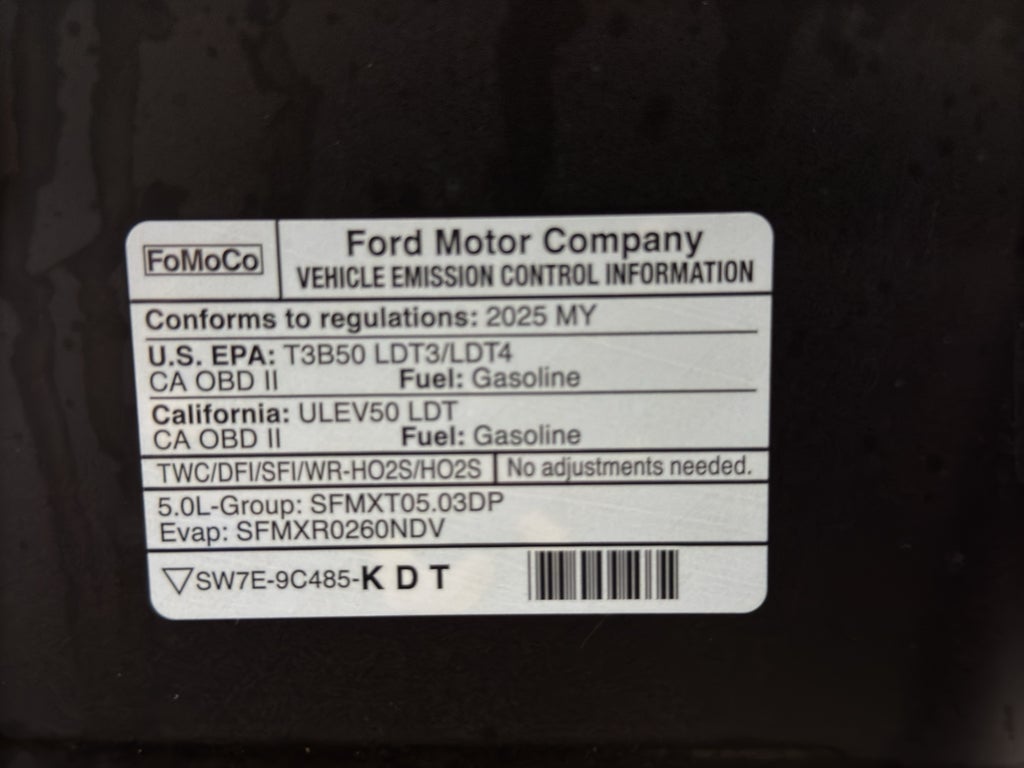 FoMoCo
Ford Motor Company
VEHICLE EMISSION CONTROL INFORMATION
Conforms to regulations: 2025 MY
U.S. EPA: T3B50 LDT3/LDT4
CA OBD II Fuel: Gasoline
California: ULEV50 LDT
CA OBD II Fuel: Gasoline
TWC/DFI/SFI/WR-HO2S/HO2S No adjustments needed.
5.0L-Group: SFMXT05.03DP
Evap: SFMXR0260NDV
▽SW7E-9C485-K D T